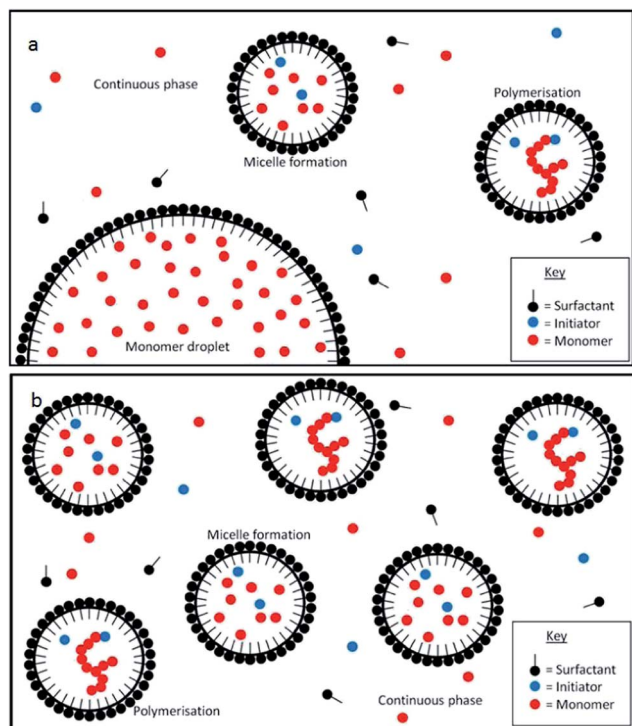 a
Continuous phase
Micelle formation
Polymerisation
Monomer droplet
Key
= Surfactant
= Initiator
= Monomer
b
Micelle formation
Polymerisation
Continuous phase
Key
= Surfactant
= Initiator
= Monomer